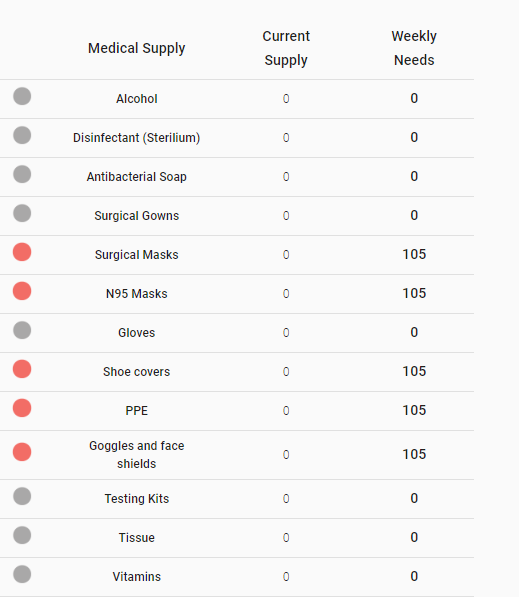 Medical Supply Current Supply Weekly Needs
Alcohol 0 0
Disinfectant (Sterilium) 0 0
Antibacterial Soap 0 0
Surgical Gowns 0 0
Surgical Masks 0 105
N95 Masks 0 105
Gloves 0 0
Shoe covers 0 105
PPE 0 105
Goggles and face shields 0 105
Testing Kits 0 0
Tissue 0 0
Vitamins 0 0